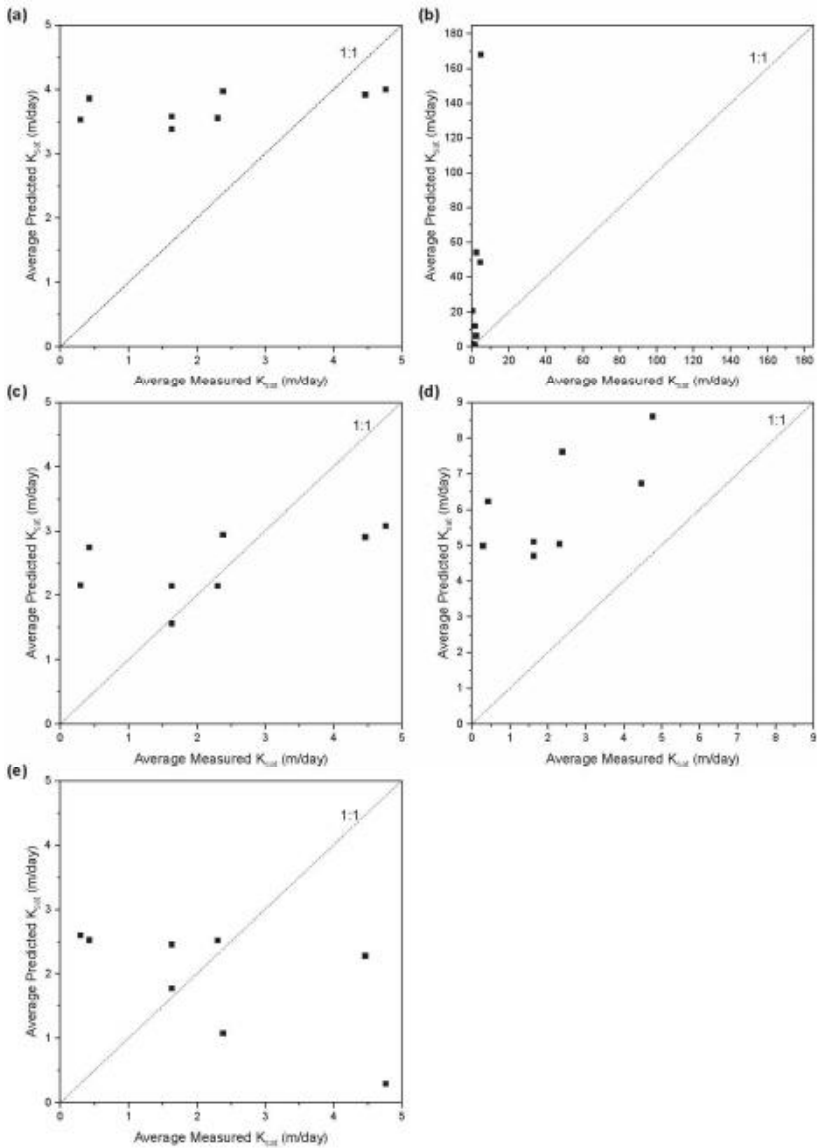 (a)
1:1
Average Predicted Ksat (m/day)
5
4
3
2
1
0
0 1 2 3 4 5
Average Measured Ksat (m/day)
(b)
1:1
Average Predicted Ksat (m/day)
180
160
140
120
100
80
60
40
20
0
0 20 40 60 80 100 120 140 160 180
Average Measured Ksat (m/day)
(c)
1:1
Average Predicted Ksat (m/day)
5
4
3
2
1
0
0 1 2 3 4 5
Average Measured Ksat (m/day)
(d)
1:1
Average Predicted Ksat (m/day)
9
8
7
6
5
4
3
2
1
0
0 1 2 3 4 5 6 7 8 9
Average Measured Ksat (m/day)
(e)
1:1
Average Predicted Ksat (m/day)
5
4
3
2
1
0
0 1 2 3 4 5
Average Measured Ksat (m/day)